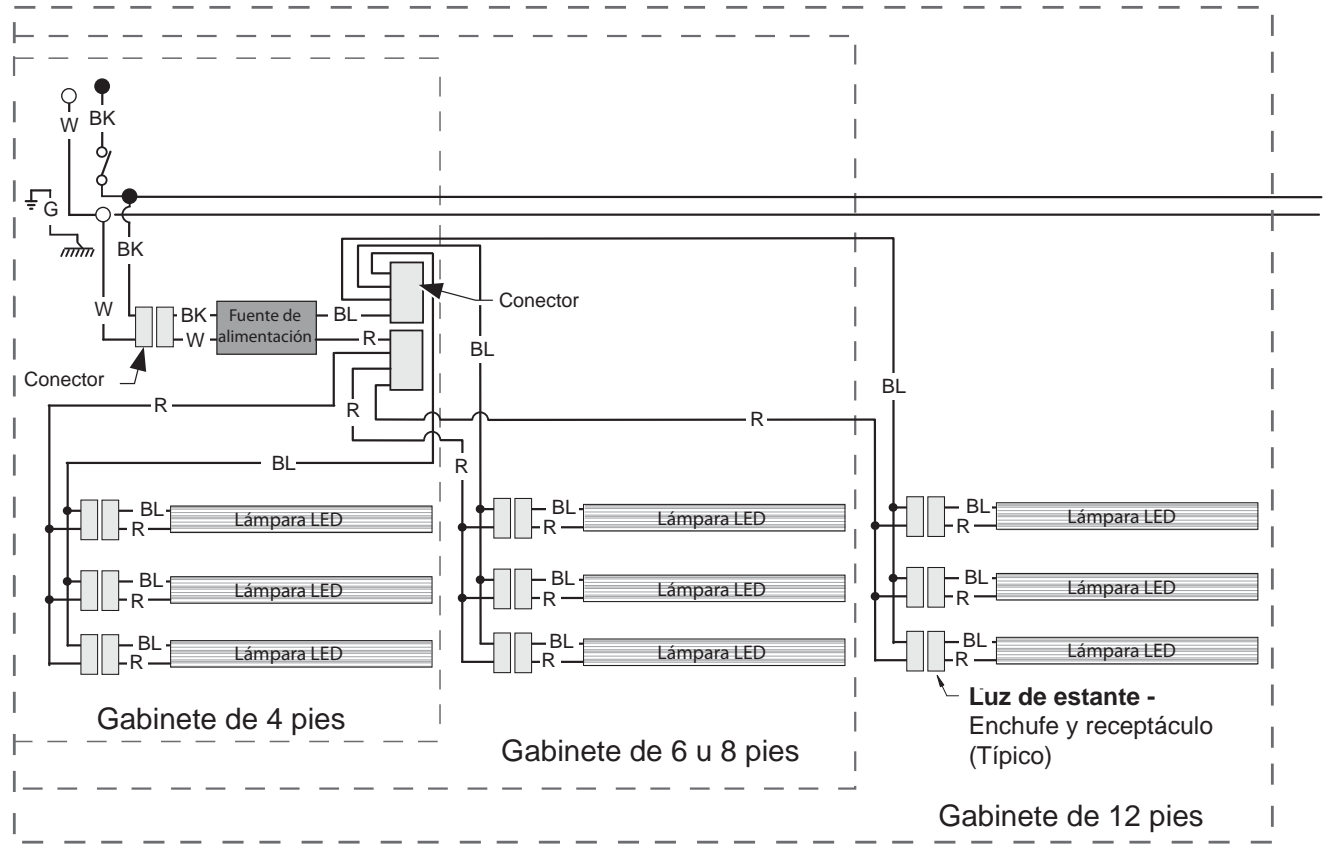 W
BK
G
BK
W
BK
W
Fuente de
alimentación
BL
R
Conector
Conector
BL
BL
R
R
R
BL
R
BL
R
Lámpara LED
BL
R
Lámpara LED
BL
R
Lámpara LED
BL
R
Lámpara LED
BL
R
Lámpara LED
BL
R
Lámpara LED
BL
R
Lámpara LED
BL
R
Lámpara LED
BL
R
Lámpara LED
Gabinete de 4 pies
Gabinete de 6 u 8 pies
Luz de estante -
Enchufe y receptáculo
(Típico)
Gabinete de 12 pies